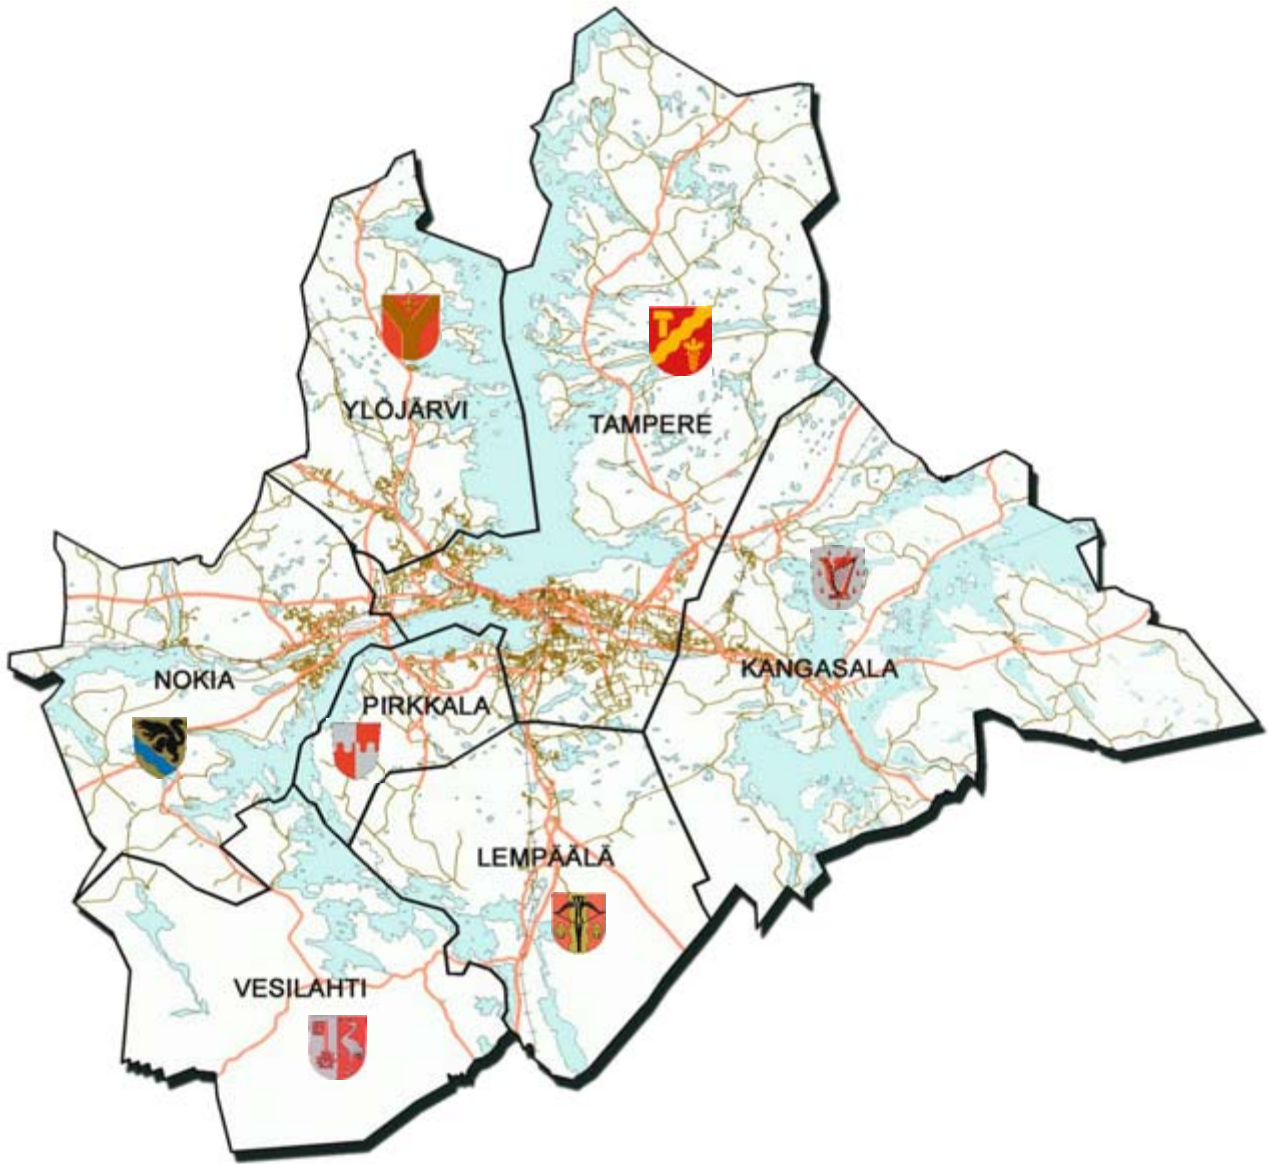 YLÖJÄRVI
TAMPERE
KANGASALA
NOKIA
PIRKKALA
LEMPÄÄLÄ
VESILAHTI